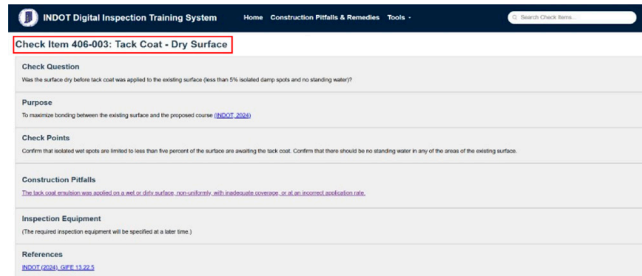 INDOT Digital Inspection Training System Home Construction Pitfalls & Remedies Tools
Search Check Items...
Check Item 406-003: Tack Coat - Dry Surface
Check Question
Was the surface dry before tack coat was applied to the existing surface (less than 5% isolated damp spots and no standing water)?
Purpose
To maximize bonding between the existing surface and the proposed course (INDOT, 2024)
Check Points
Confirm that isolated wet spots are limited to less than five percent of the surface are awaiting the tack coat. Confirm that there should be no standing water in any of the areas of the existing surface.
Construction Pitfalls
The tack coat emulsion was applied on a wet or dirty surface, non-uniformly, with inadequate coverage, or at an incorrect application rate.
Inspection Equipment
(The required inspection equipment will be specified at a later time.)
References
INDOT (2024), GIFE 13.22.5